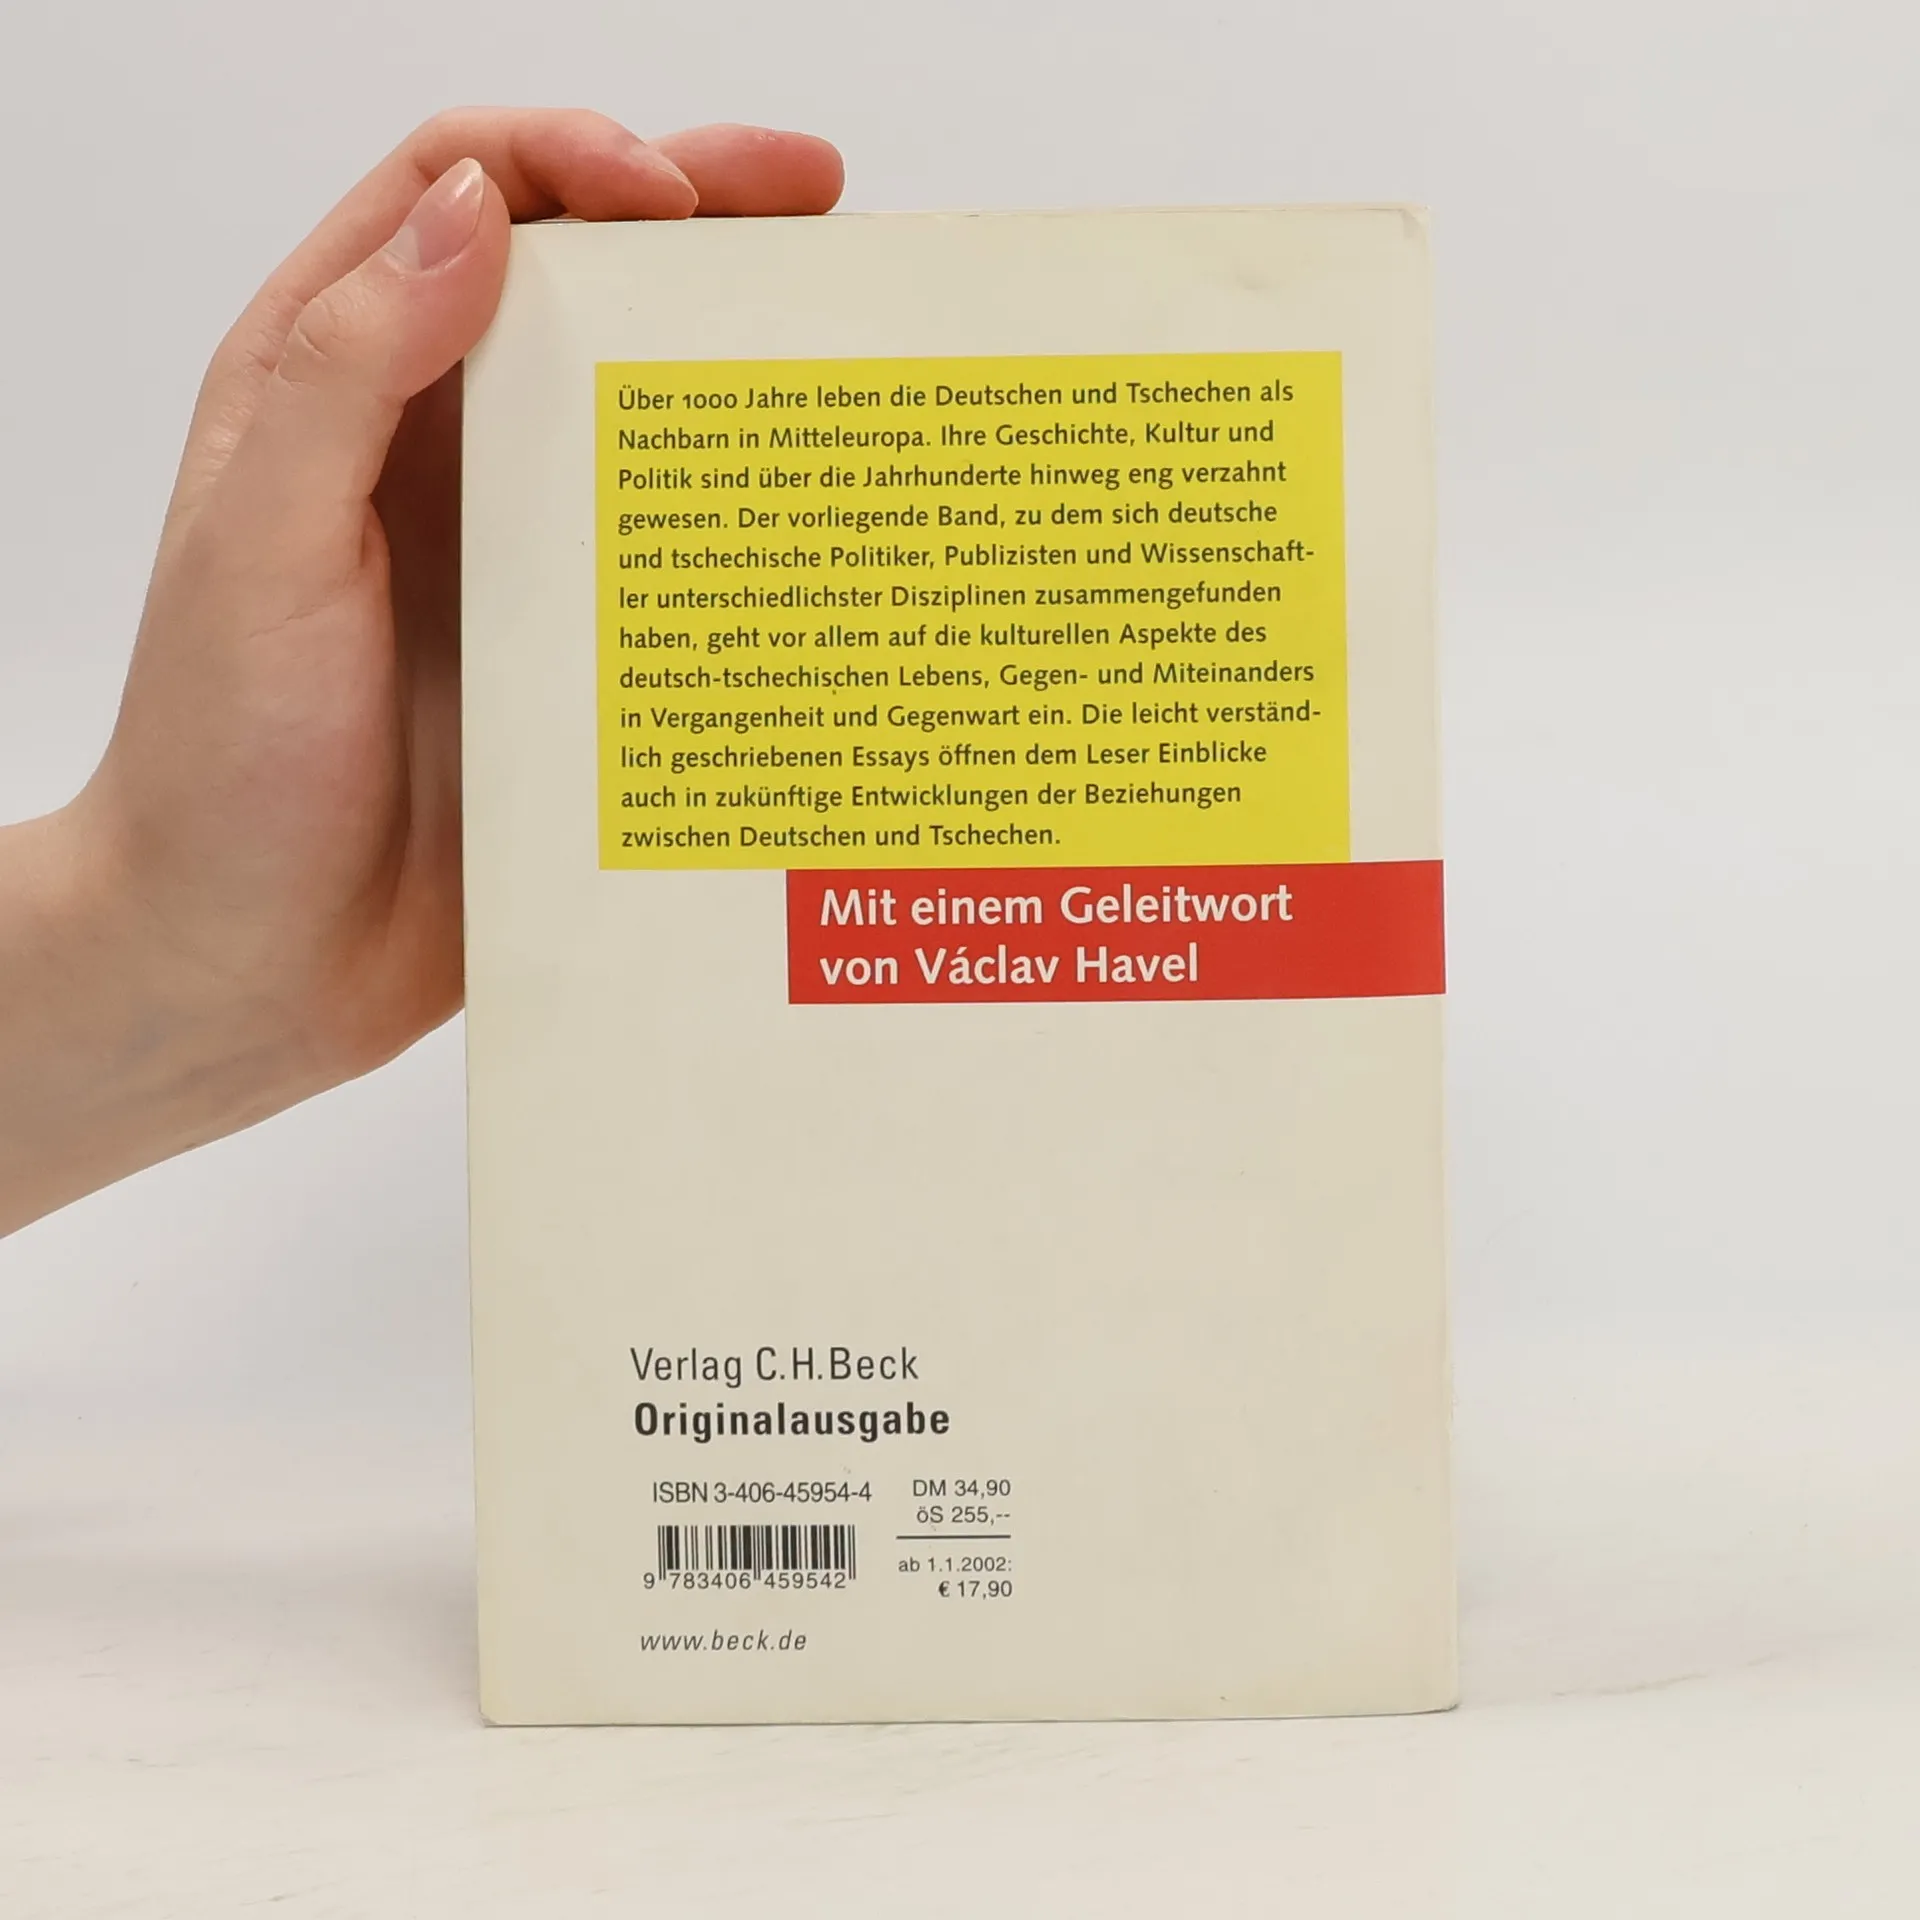 Über 1000 Jahre leben die Deutschen und Tschechen als
Nachbarn in Mitteleuropa. Ihre Geschichte, Kultur und
Politik sind über die Jahrhunderte hinweg eng verzahnt
gewesen. Der vorliegende Band, zu dem sich deutsche
und tschechische Politiker, Publizisten und Wissenschaft-
ler unterschiedlichster Disziplinen zusammengefunden
haben, geht vor allem auf die kulturellen Aspekte des
deutsch-tschechischen Lebens, Gegen- und Miteinanders
in Vergangenheit und Gegenwart ein. Die leicht verständ-
lich geschriebenen Essays öffnen dem Leser Einblicke
auch in zukünftige Entwicklungen der Beziehungen
zwischen Deutschen und Tschechen.
Mit einem Geleitwort
von Václav Havel
Verlag C.H.Beck
Originalausgabe
ISBN 3-406-45954-4
9 783406 459542
DM 34,90
öS 255,--
ab 1.1.2002:
€ 17,90
www.beck.de